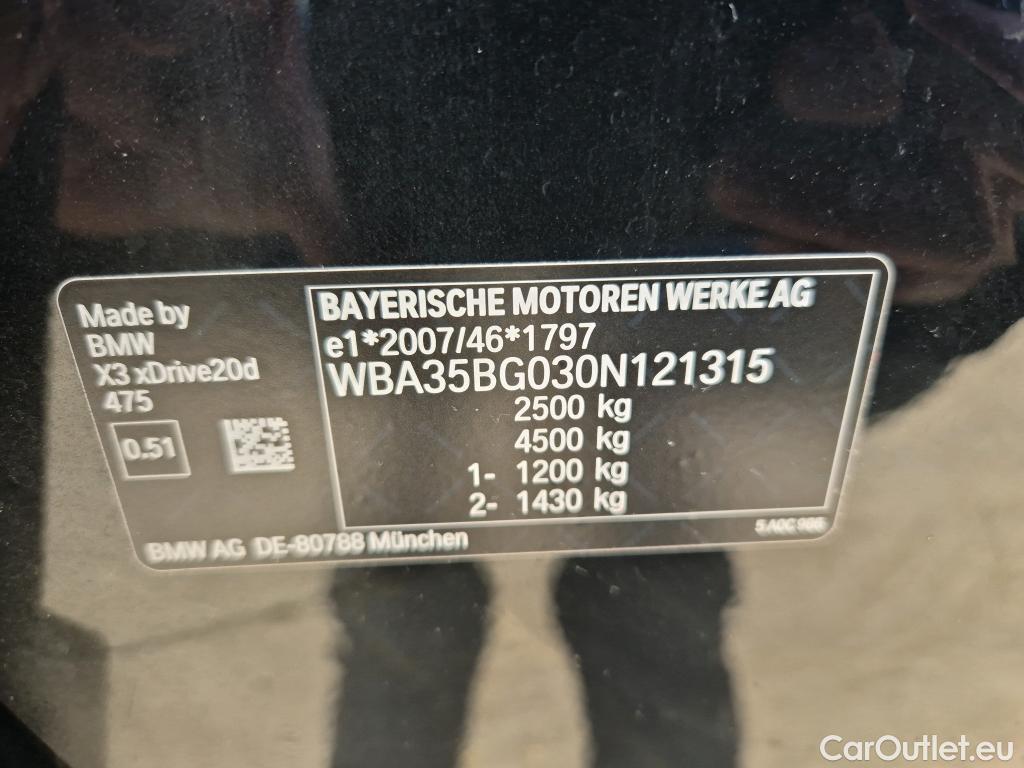 Made by
BMW
X3 xDrive20d
475
0.51
BAYERISCHE MOTOREN WERKE AG
e1*2007/46*1797
WBA35BG030N121315
2500 kg
4500 kg
1- 1200 kg
2- 1430 kg
BMW AG DE-80788 München
CarOutlet.eu